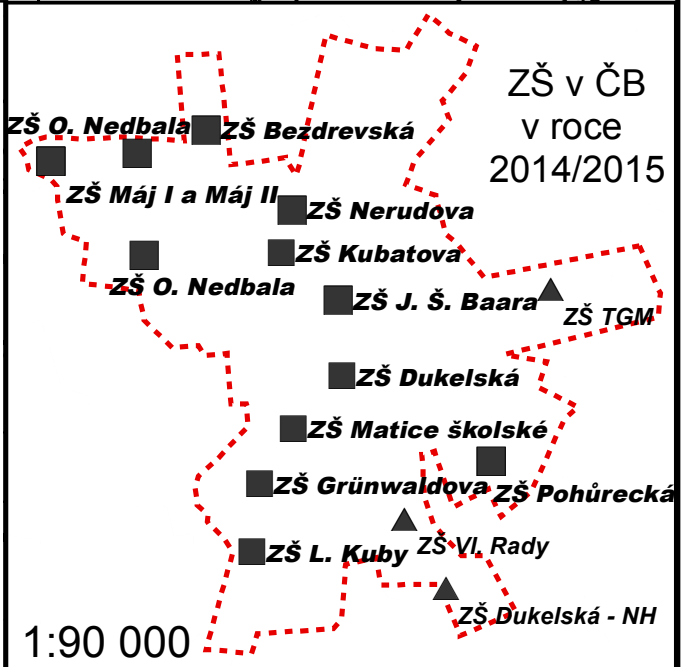 ZŠ v ČB
v roce
2014/2015
ZŠ O. Nedbala
ZŠ Bezdrevská
ZŠ Máj I a Máj II
ZŠ Nerudova
ZŠ Kubatova
ZŠ O. Nedbala
ZŠ J. Š. Baara
ZŠ TGM
ZŠ Dukelská
ZŠ Matice školské
ZŠ Grünwaldova
ZŠ Pohůrecká
ZŠ Vl. Rady
ZŠ L. Kuby
ZŠ Dukelská - NH
1:90 000